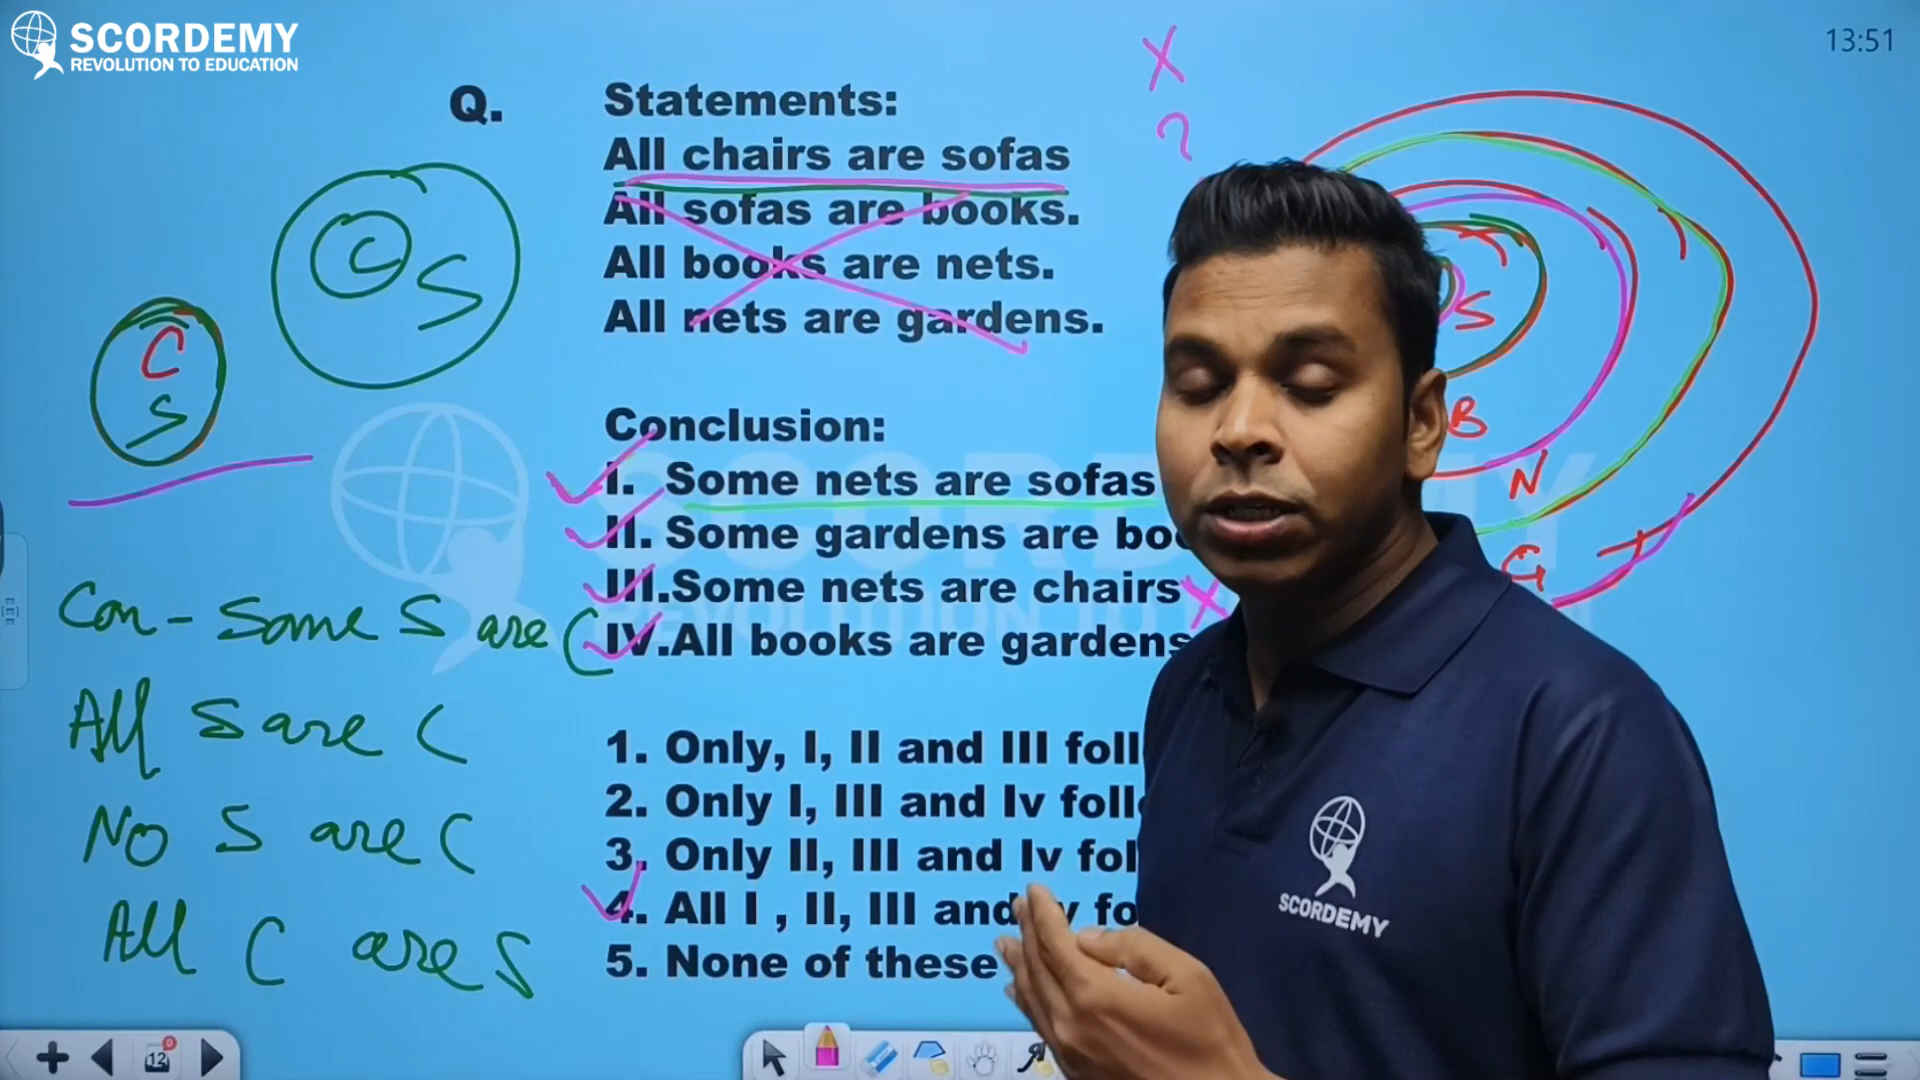 SCORDEMY
REVOLUTION TO EDUCATION
13:51
Q.
Statements:
All chairs are sofas
All sofas are books.
All books are nets.
All nets are gardens.
X
?
C S
C
S
S
B
N
G
Conclusion:
I. Some nets are sofas
II. Some gardens are
III.Some nets are chairs
IV.All books are gardens
Con - Some S are C
All S are C
No S are C
All C are S
1. Only, I, II and III
2. Only I, III and Iv
3. Only II, III and Iv
4. All I , II, III and
5. None of these
SCORDEMY
12
0